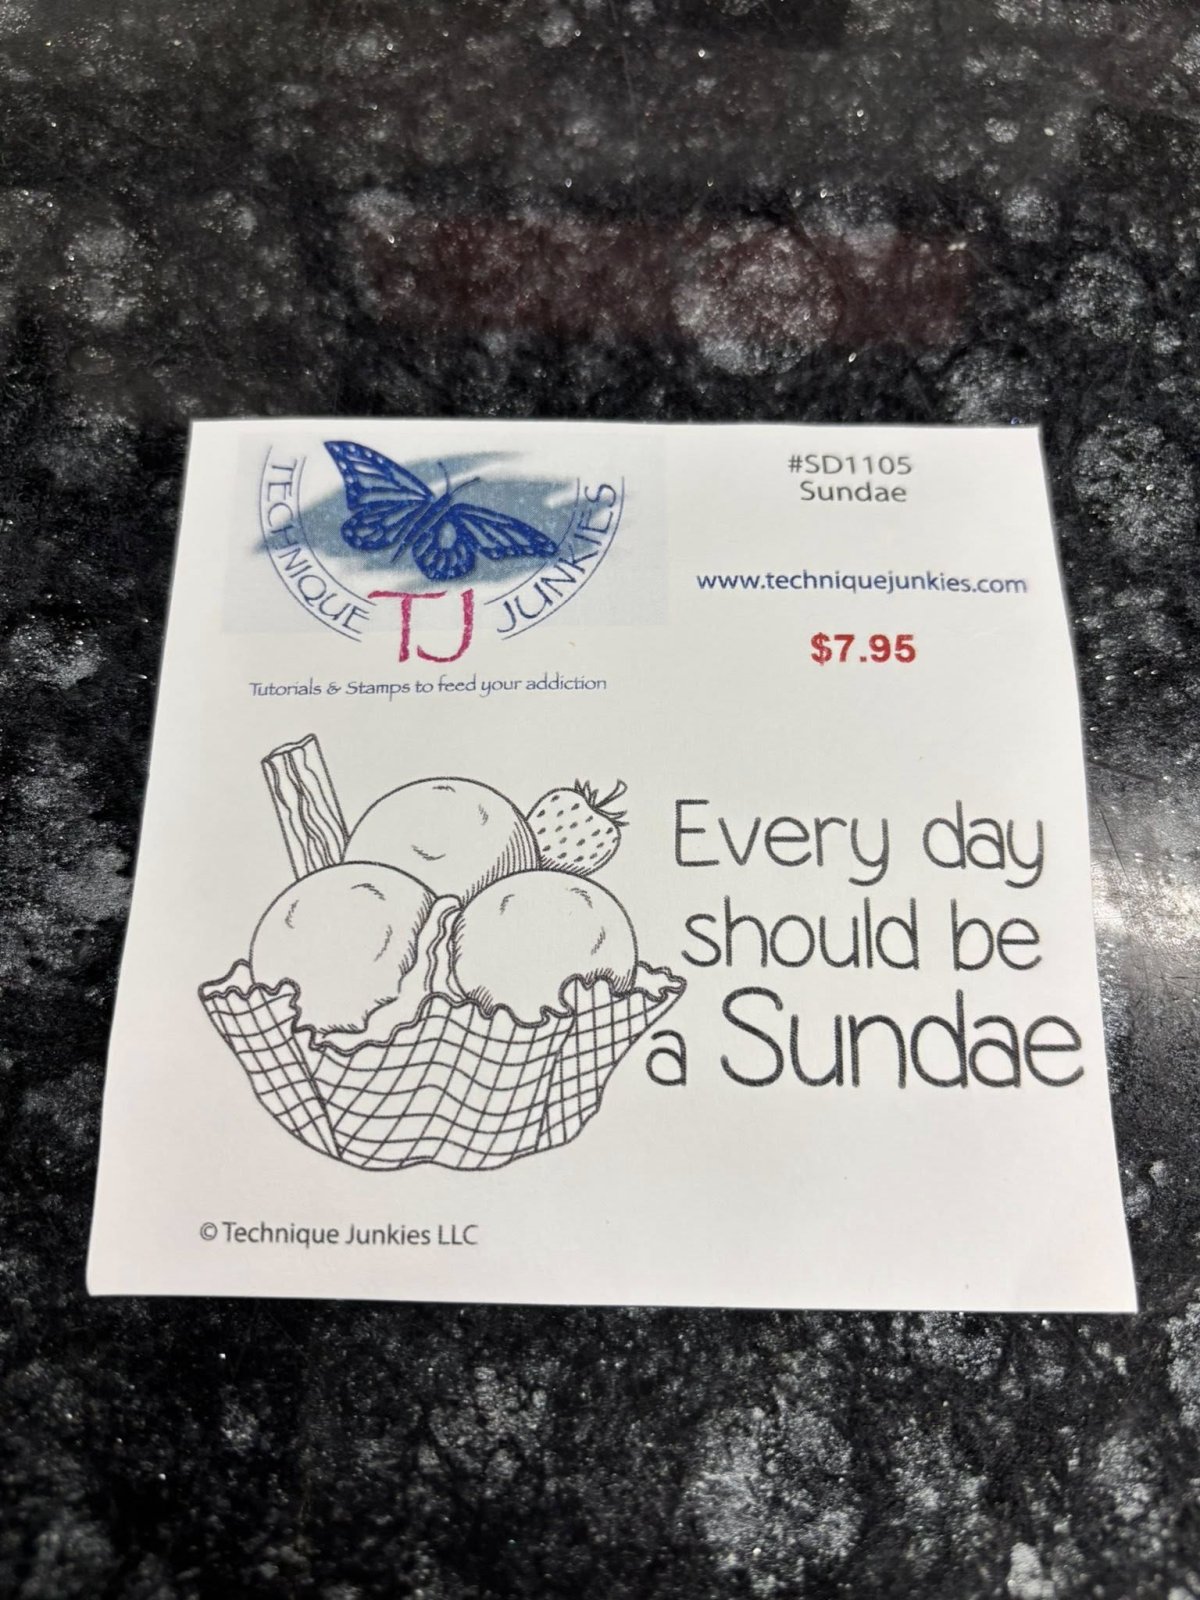 TECHNIQUE JUNKIES
TJ
Tutorials & Stamps to feed your addiction
#SD1105
Sundae
www.techniquejunkies.com
$7.95
Every day
should be
a Sundae
© Technique Junkies LLC